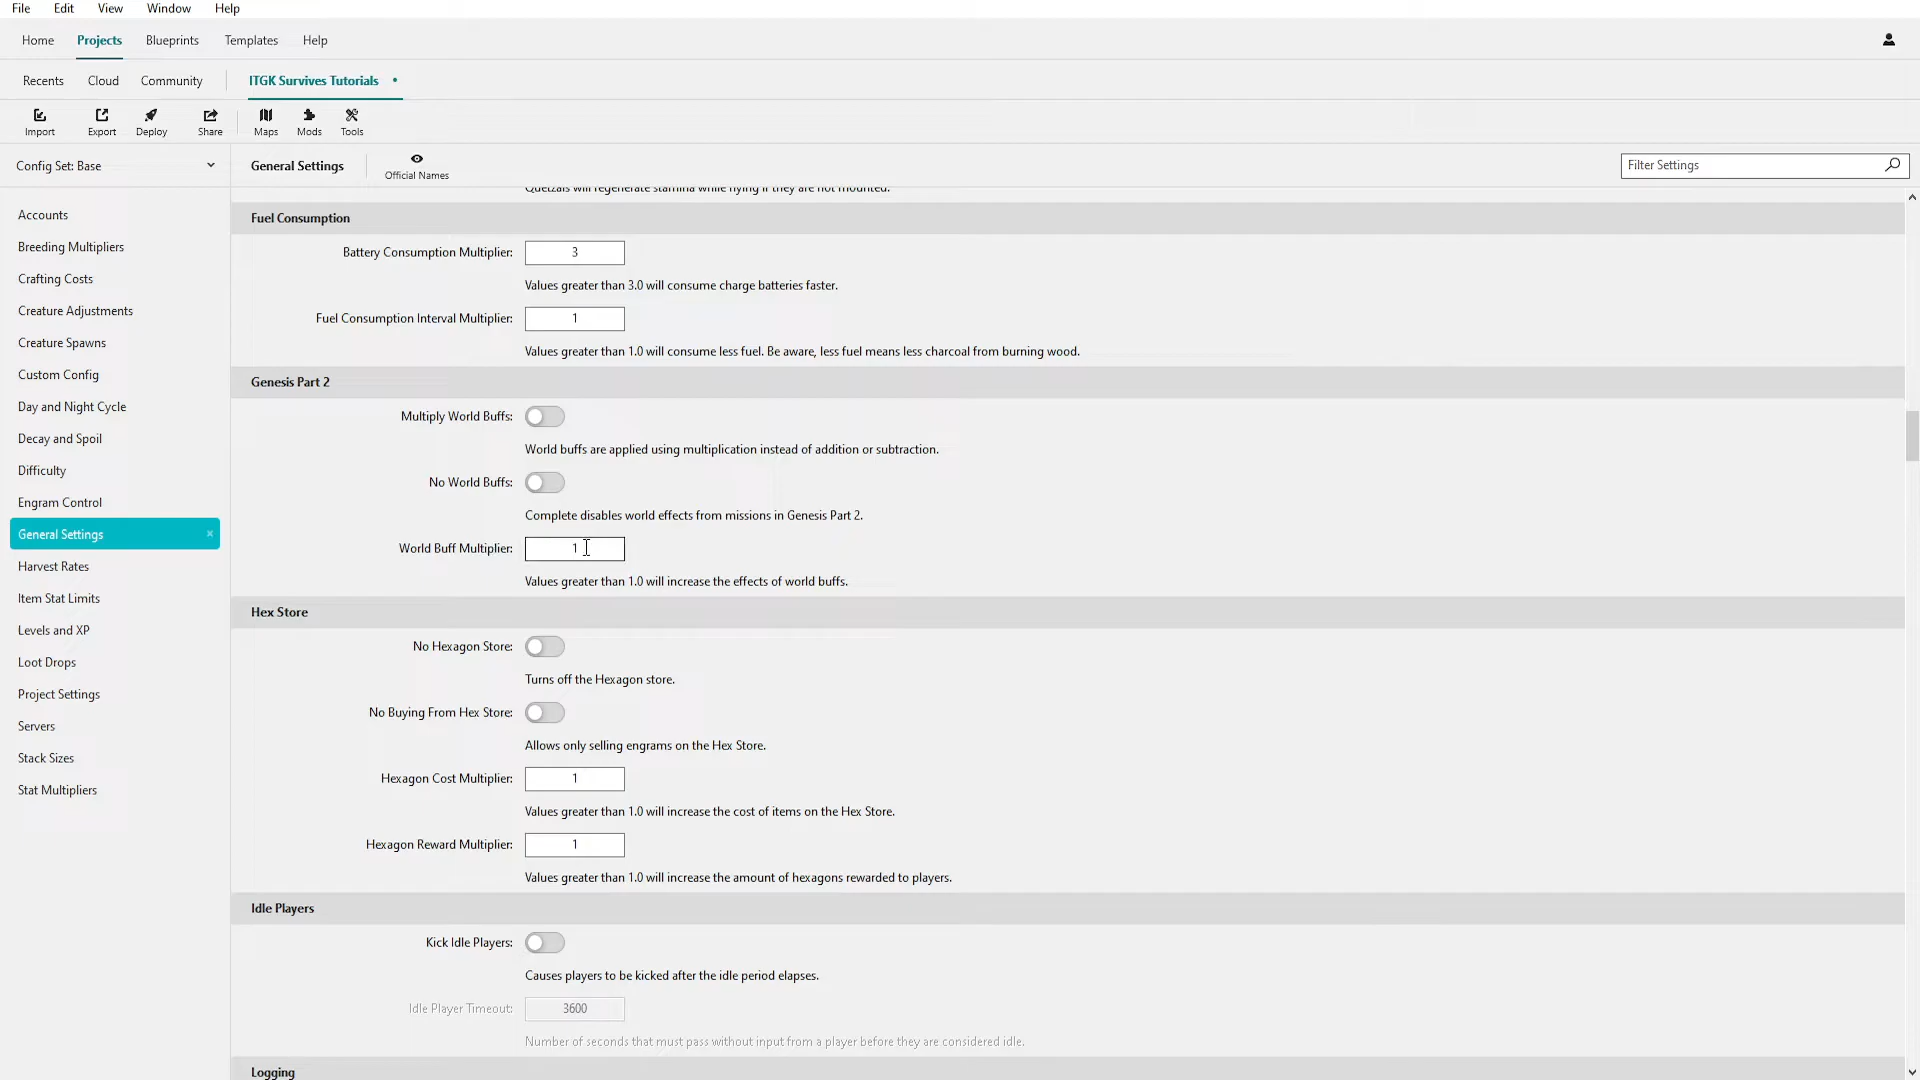 File Edit View Window Help
Home Projects Blueprints Templates Help
Recents Cloud Community ITGK Survives Tutorials •
Import Export Deploy Share Maps Mods Tools
Config Set: Base
General Settings
Official Names
Filter Settings
Accounts
Breeding Multipliers
Crafting Costs
Creature Adjustments
Creature Spawns
Custom Config
Day and Night Cycle
Decay and Spoil
Difficulty
Engram Control
General Settings ×
Harvest Rates
Item Stat Limits
Levels and XP
Loot Drops
Project Settings
Servers
Stack Sizes
Stat Multipliers
Quetzals will regenerate stamina while flying if they are not mounted.
Fuel Consumption
Battery Consumption Multiplier: 3
Values greater than 3.0 will consume charge batteries faster.
Fuel Consumption Interval Multiplier: 1
Values greater than 1.0 will consume less fuel. Be aware, less fuel means less charcoal from burning wood.
Genesis Part 2
Multiply World Buffs:
World buffs are applied using multiplication instead of addition or subtraction.
No World Buffs:
Complete disables world effects from missions in Genesis Part 2.
World Buff Multiplier: 1
Values greater than 1.0 will increase the effects of world buffs.
Hex Store
No Hexagon Store:
Turns off the Hexagon store.
No Buying From Hex Store:
Allows only selling engrams on the Hex Store.
Hexagon Cost Multiplier: 1
Values greater than 1.0 will increase the cost of items on the Hex Store.
Hexagon Reward Multiplier: 1
Values greater than 1.0 will increase the amount of hexagons rewarded to players.
Idle Players
Kick Idle Players:
Causes players to be kicked after the idle period elapses.
Idle Player Timeout: 3600
Number of seconds that must pass without input from a player before they are considered idle.
Logging